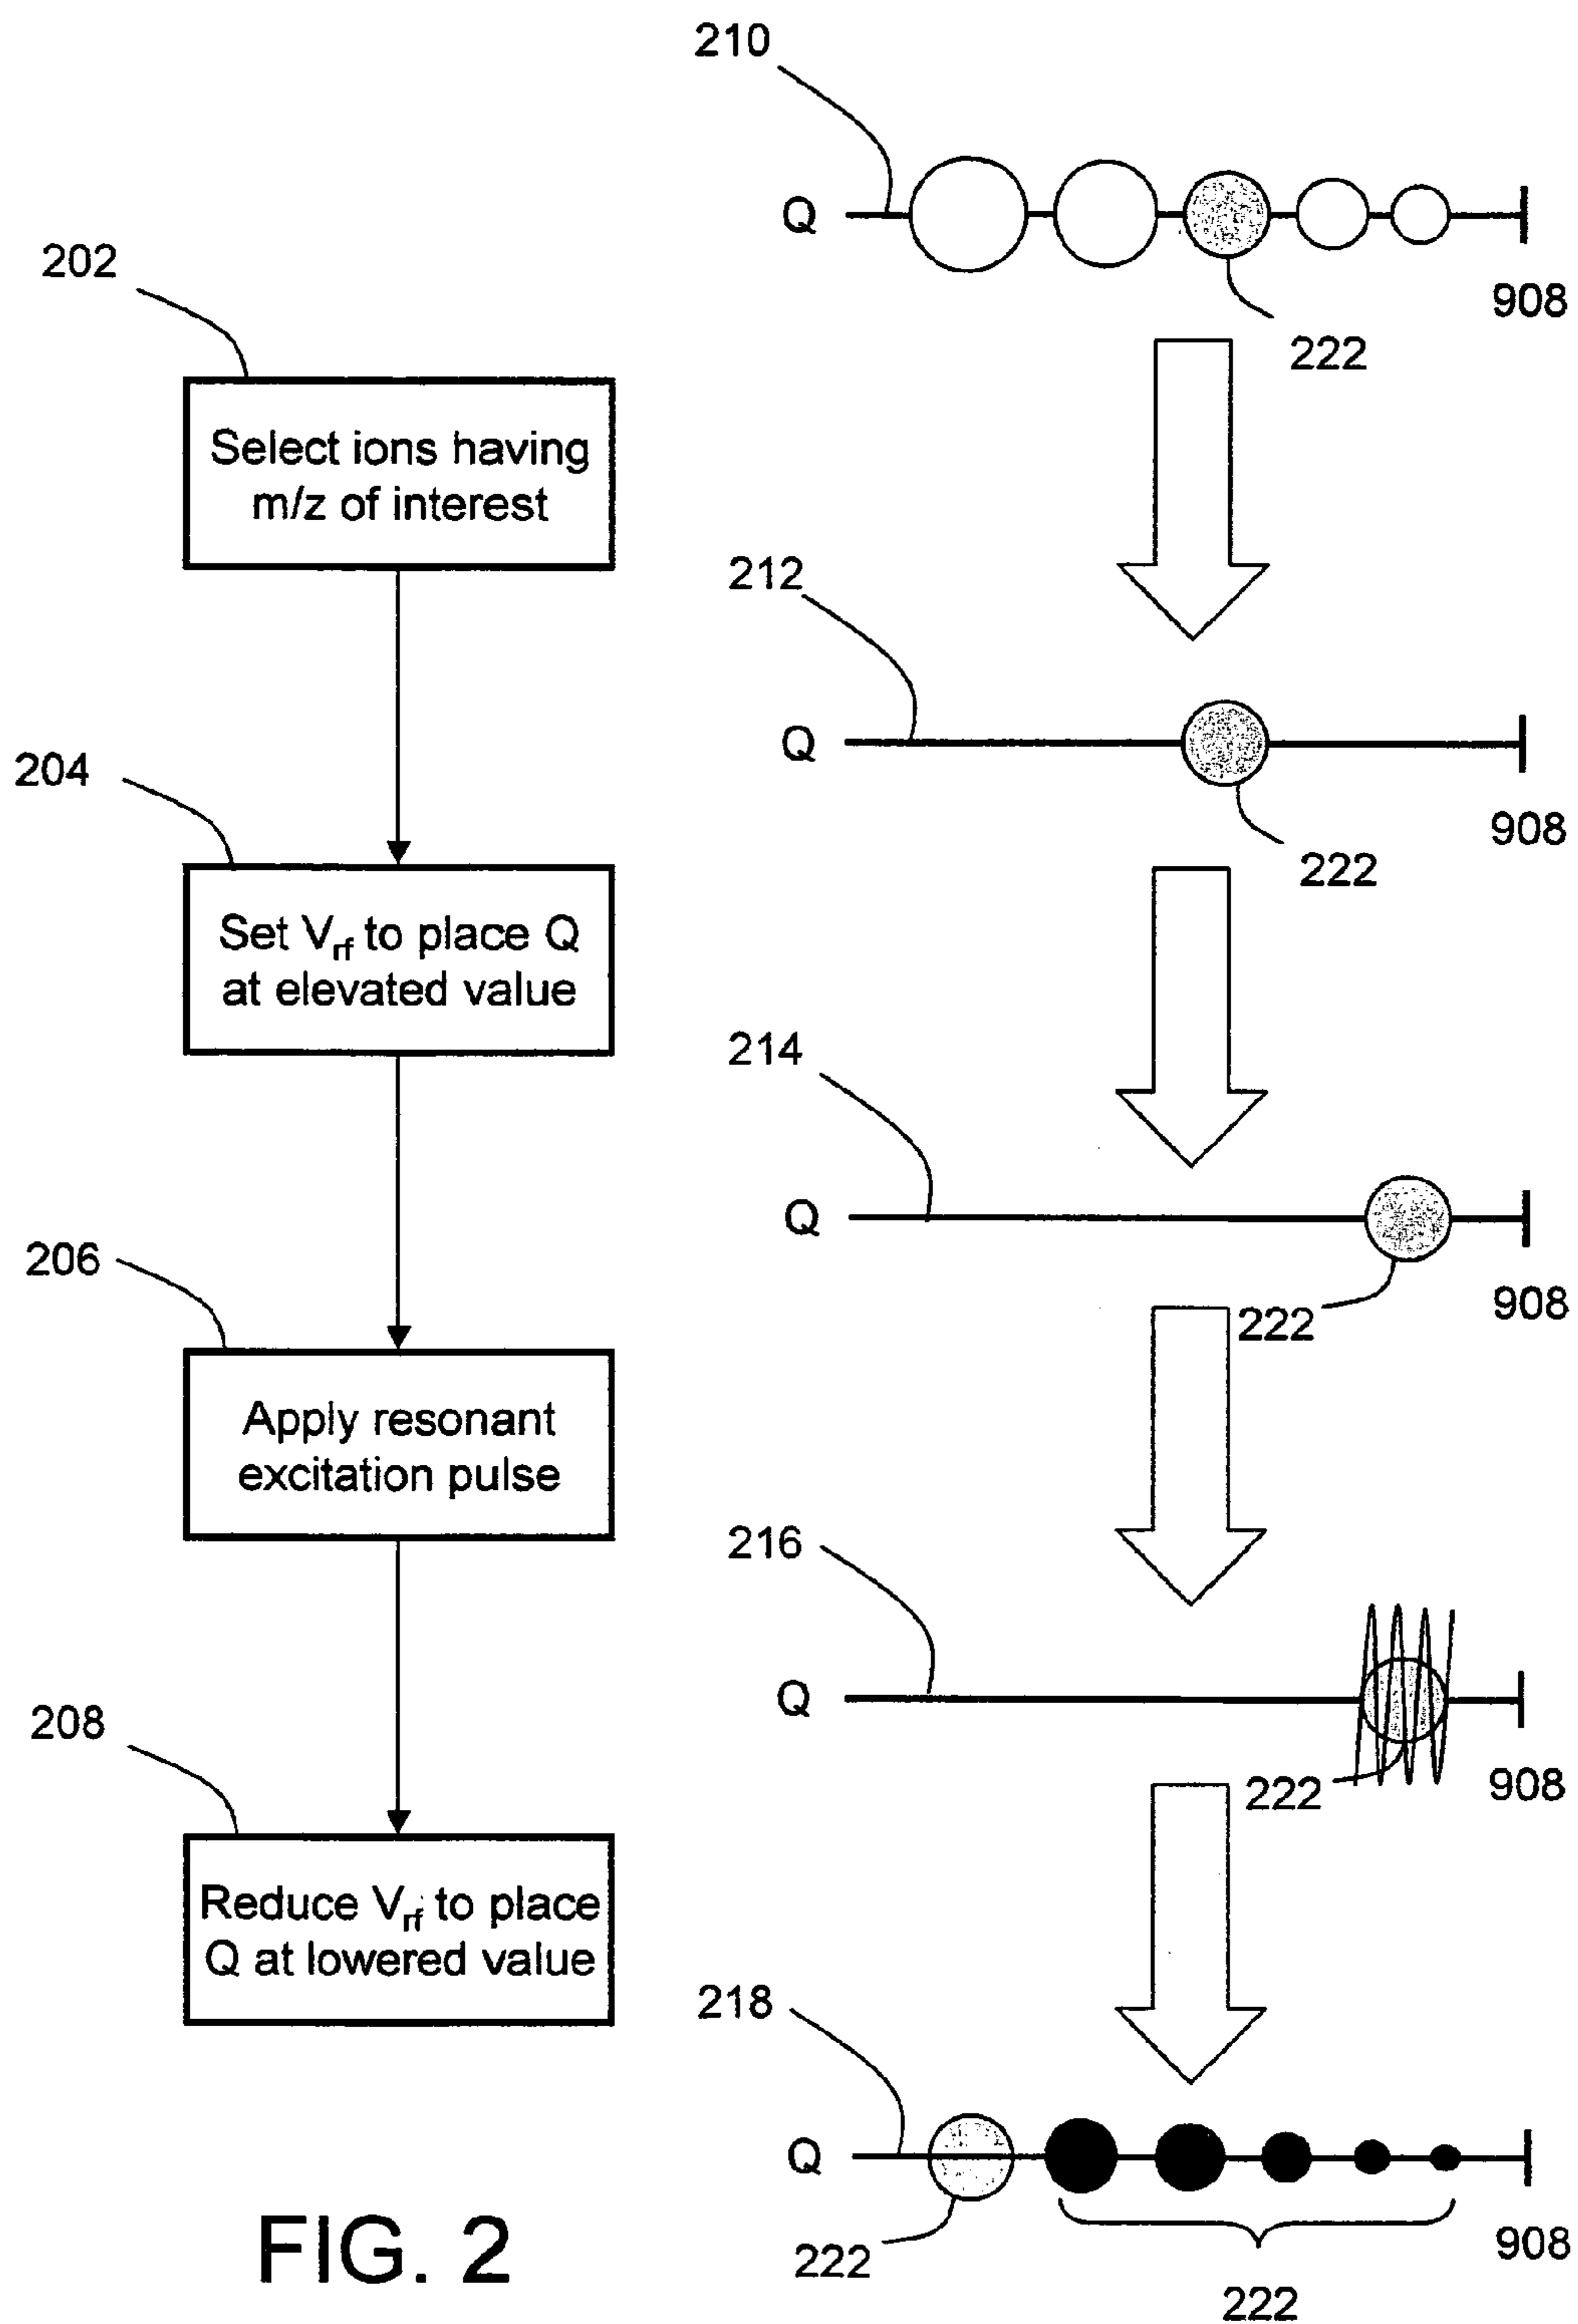 210
Q
908
222
202
Select ions having
m/z of interest
212
Q
908
222
204
Set Vrf to place Q
at elevated value
214
Q
908
222
206
Apply resonant
excitation pulse
216
Q
908
222
208
Reduce Vrf to place
Q at lowered value
218
Q
908
222
222
FIG. 2